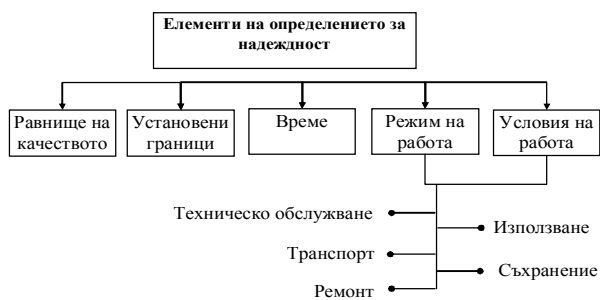 Елементи на определението за
надеждност
Равнище на
качеството
Установени
граници
Време
Режим на
работа
Условия на
работа
Техническо обслужване
Използване
Транспорт
Съхранение
Ремонт